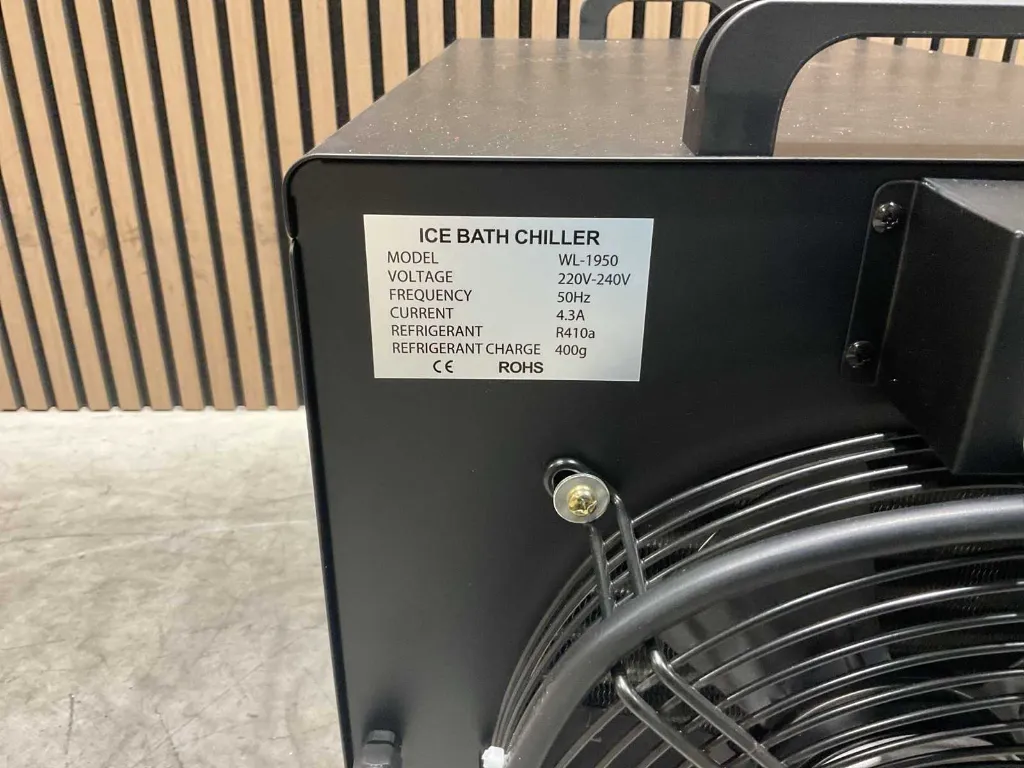 ICE BATH CHILLER
MODEL WL-1950
VOLTAGE 220V-240V
FREQUENCY 50Hz
CURRENT 4.3A
REFRIGERANT R410a
REFRIGERANT CHARGE 400g
CE ROHS